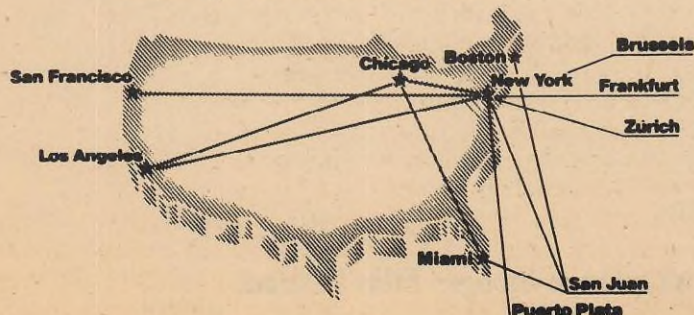 Brussels
Boston
Chicago
New York
San Francisco
Frankfurt
Zürich
Los Angeles
Miami
San Juan
Puerto Plata